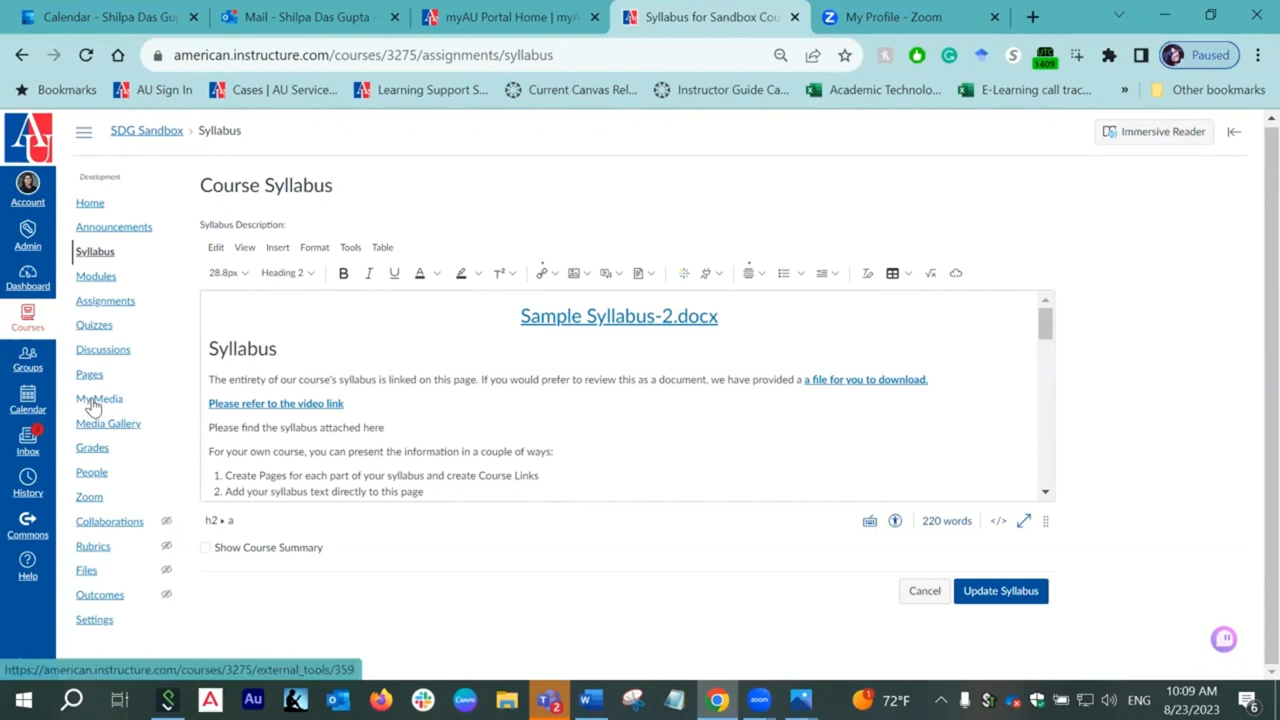 Calendar - Shilpa Das Gu
Mail - Shilpa Das Gupta -
myAU Portal Home | myA
Syllabus for Sandbox Cou
My Profile - Zoom
american.instructure.com/courses/3275/assignments/syllabus
UTC
1409
Paused
Bookmarks
AU Sign In
Cases | AU Service...
Learning Support S...
Current Canvas Rel...
Instructor Guide Ca...
Academic Technolo...
E-Learning call trac...
Other bookmarks
AU
SDG Sandbox › Syllabus
Immersive Reader
Account
Admin
Dashboard
Courses
Groups
Calendar
Inbox
History
Commons
Help
Development
Home
Announcements
Syllabus
Modules
Assignments
Quizzes
Discussions
Pages
MyMedia
Media Gallery
Grades
People
Zoom
Collaborations
Rubrics
Files
Outcomes
Settings
Course Syllabus
Syllabus Description:
Edit View Insert Format Tools Table
28.8px Heading 2 B I U A
Sample Syllabus-2.docx
Syllabus
The entirety of our course's syllabus is linked on this page. If you would prefer to review this as a document, we have provided a a file for you to download.
Please refer to the video link
Please find the syllabus attached here
For your own course, you can present the information in a couple of ways:
1. Create Pages for each part of your syllabus and create Course Links
2. Add your syllabus text directly to this page
h2 ▸ a
220 words </>
Show Course Summary
Cancel
Update Syllabus
https://american.instructure.com/courses/3275/external_tools/359
Au
zoom
72°F
ENG
10:09 AM
8/23/2023
6